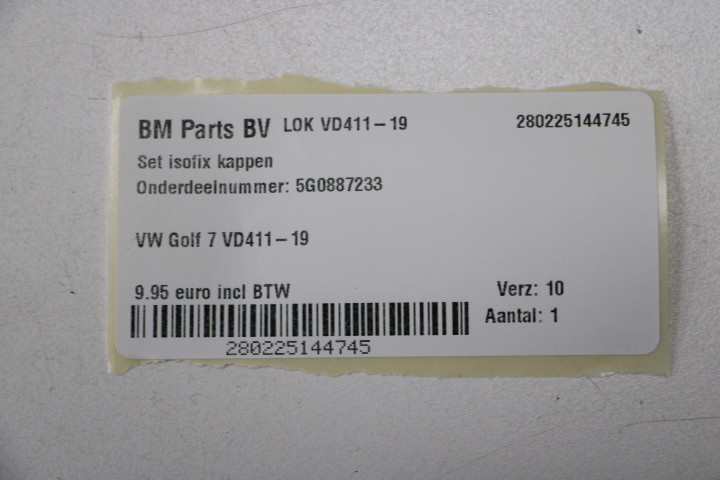 BM Parts BV LOK VD411-19 280225144745
Set isofix kappen
Onderdeelnummer: 5G0887233
VW Golf 7 VD411-19
9.95 euro incl BTW Verz: 10
Aantal: 1
280225144745